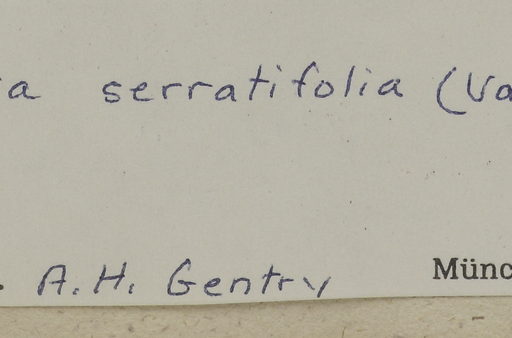 a serratifolia (Va
. A. H. Gentry Münc